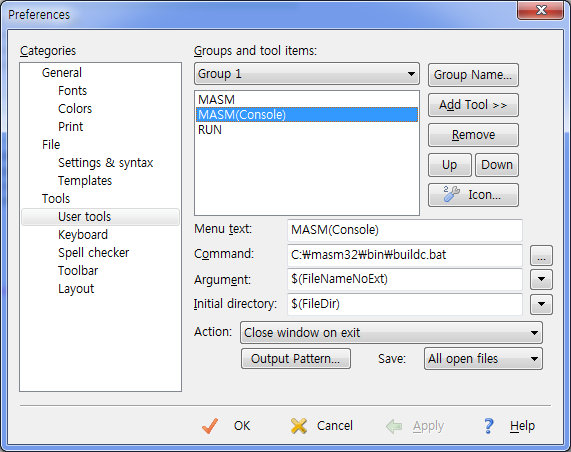 Preferences
Categories
General
Fonts
Colors
Print
File
Settings & syntax
Templates
Tools
User tools
Keyboard
Spell checker
Toolbar
Layout
Groups and tool items:
Group 1
Group Name...
MASM
MASM(Console)
RUN
Add Tool >>
Remove
Up Down
Icon...
Menu text: MASM(Console)
Command: C:₩masm32₩bin₩buildc.bat ...
Argument: $(FileNameNoExt)
Initial directory: $(FileDir)
Action: Close window on exit
Output Pattern... Save: All open files
OK Cancel Apply ? Help